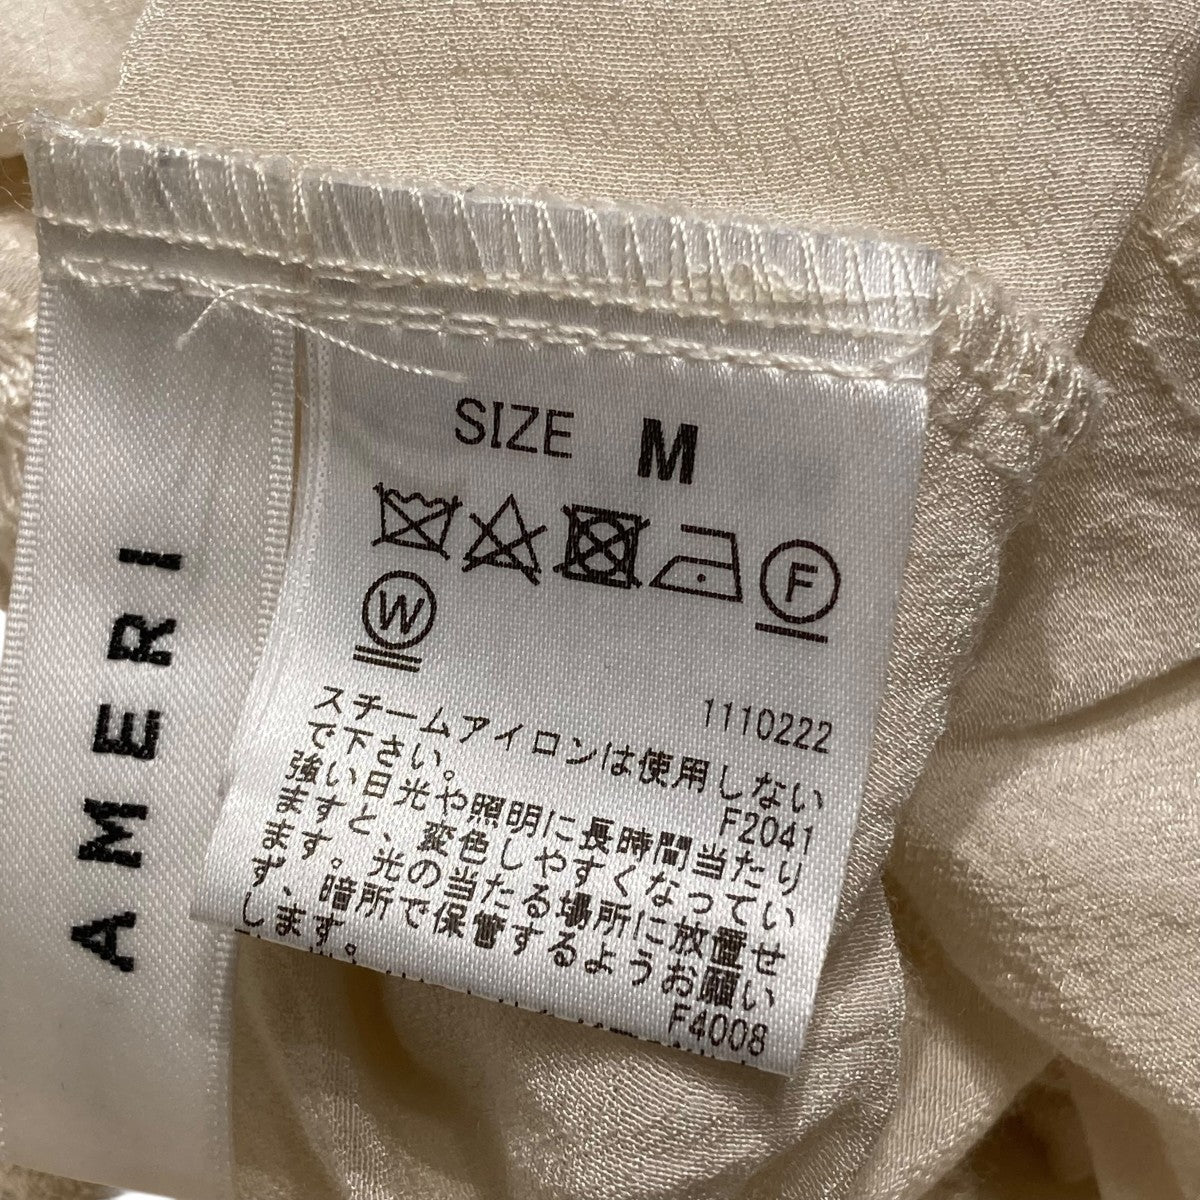 AMERI
SIZE M
F
W
1110222
スチームアイロンは使用しない
で下さい。
F2041
強い日光や照明に長時間当たり
ますと、変色しやすくなってい
ます。光の当たる場所に放置せ
ず、暗所で保管するようお願い
します。
F4008